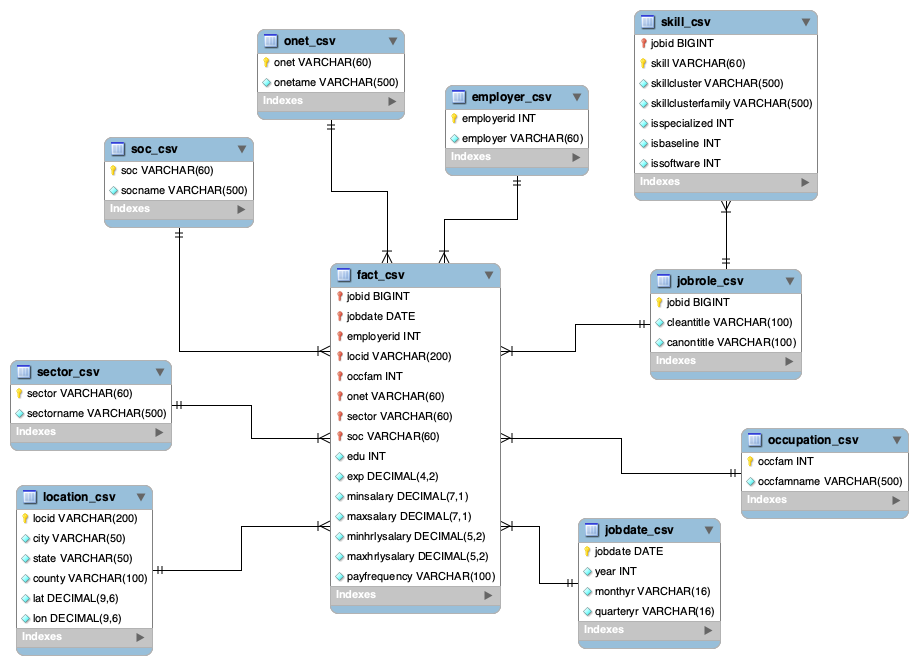 onet_csv
onet VARCHAR(60)
onetame VARCHAR(500)
Indexes
employer_csv
employerid INT
employer VARCHAR(60)
Indexes
skill_csv
jobid BIGINT
skill VARCHAR(60)
skillcluster VARCHAR(500)
skillclusterfamily VARCHAR(500)
isspecialized INT
isbaseline INT
issoftware INT
Indexes
soc_csv
soc VARCHAR(60)
socname VARCHAR(500)
Indexes
fact_csv
jobid BIGINT
jobdate DATE
employerid INT
locid VARCHAR(200)
occfam INT
onet VARCHAR(60)
sector VARCHAR(60)
soc VARCHAR(60)
edu INT
exp DECIMAL(4,2)
minsalary DECIMAL(7,1)
maxsalary DECIMAL(7,1)
minhrlysalary DECIMAL(5,2)
maxhrlysalary DECIMAL(5,2)
payfrequency VARCHAR(100)
Indexes
jobrole_csv
jobid BIGINT
cleantitle VARCHAR(100)
canontitle VARCHAR(100)
Indexes
sector_csv
sector VARCHAR(60)
sectorname VARCHAR(500)
Indexes
occupation_csv
occfam INT
occfamname VARCHAR(500)
Indexes
location_csv
locid VARCHAR(200)
city VARCHAR(50)
state VARCHAR(50)
county VARCHAR(100)
lat DECIMAL(9,6)
lon DECIMAL(9,6)
Indexes
jobdate_csv
jobdate DATE
year INT
monthyr VARCHAR(16)
quarteryr VARCHAR(16)
Indexes